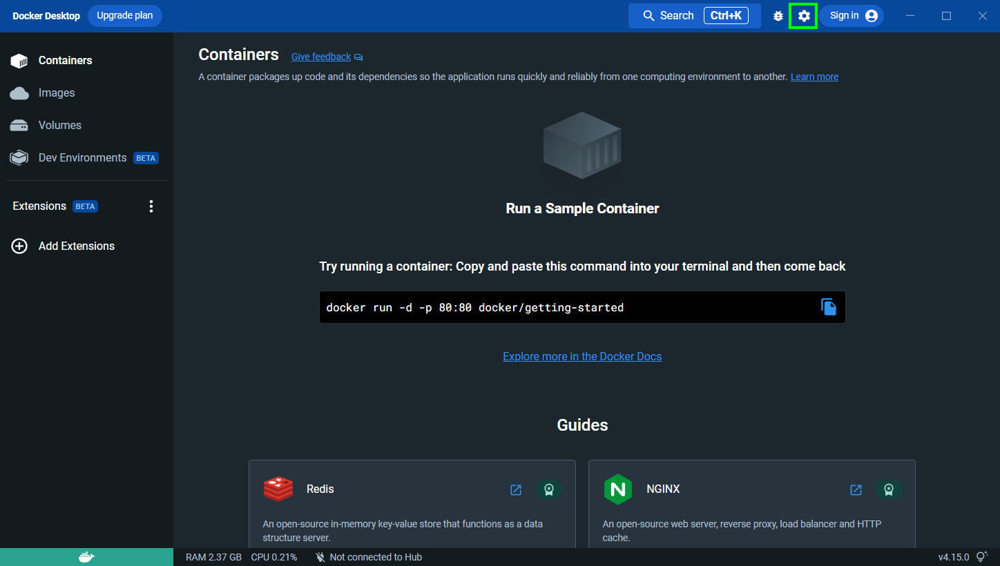 Docker Desktop Upgrade plan Search Ctrl+K Sign in
Containers
Images
Volumes
Dev Environments BETA
Extensions BETA
Add Extensions
Containers Give feedback
A container packages up code and its dependencies so the application runs quickly and reliably from one computing environment to another. Learn more
Run a Sample Container
Try running a container: Copy and paste this command into your terminal and then come back
docker run -d -p 80:80 docker/getting-started
Explore more in the Docker Docs
Guides
Redis
An open-source in-memory key-value store that functions as a data
structure server.
NGINX
An open-source web server, reverse proxy, load balancer and HTTP
cache.
RAM 2.37 GB CPU 0.21% Not connected to Hub v4.15.0